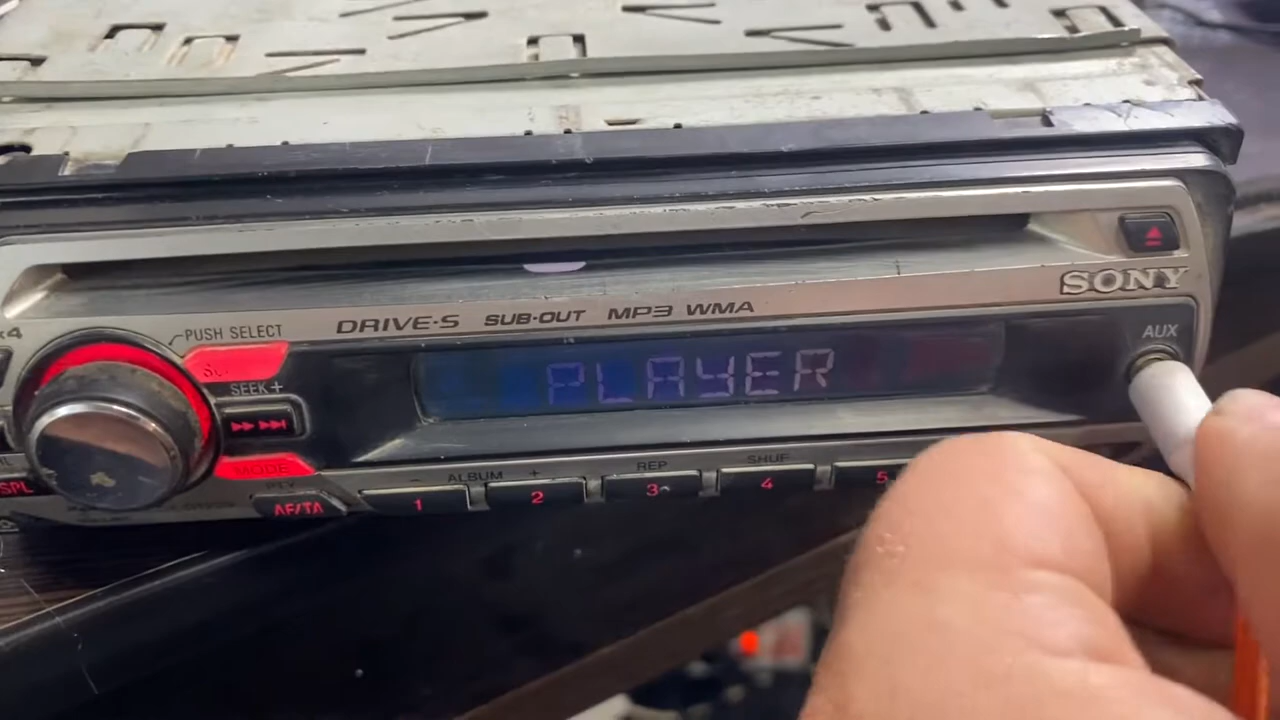 SONY
DRIVE·S SUB·OUT MP3 WMA
PUSH SELECT
AUX
PLAYER
SEEK +
MODE
ALBUM +
REP
SHUF
PTY
AF/TA
1
2
3
4
5